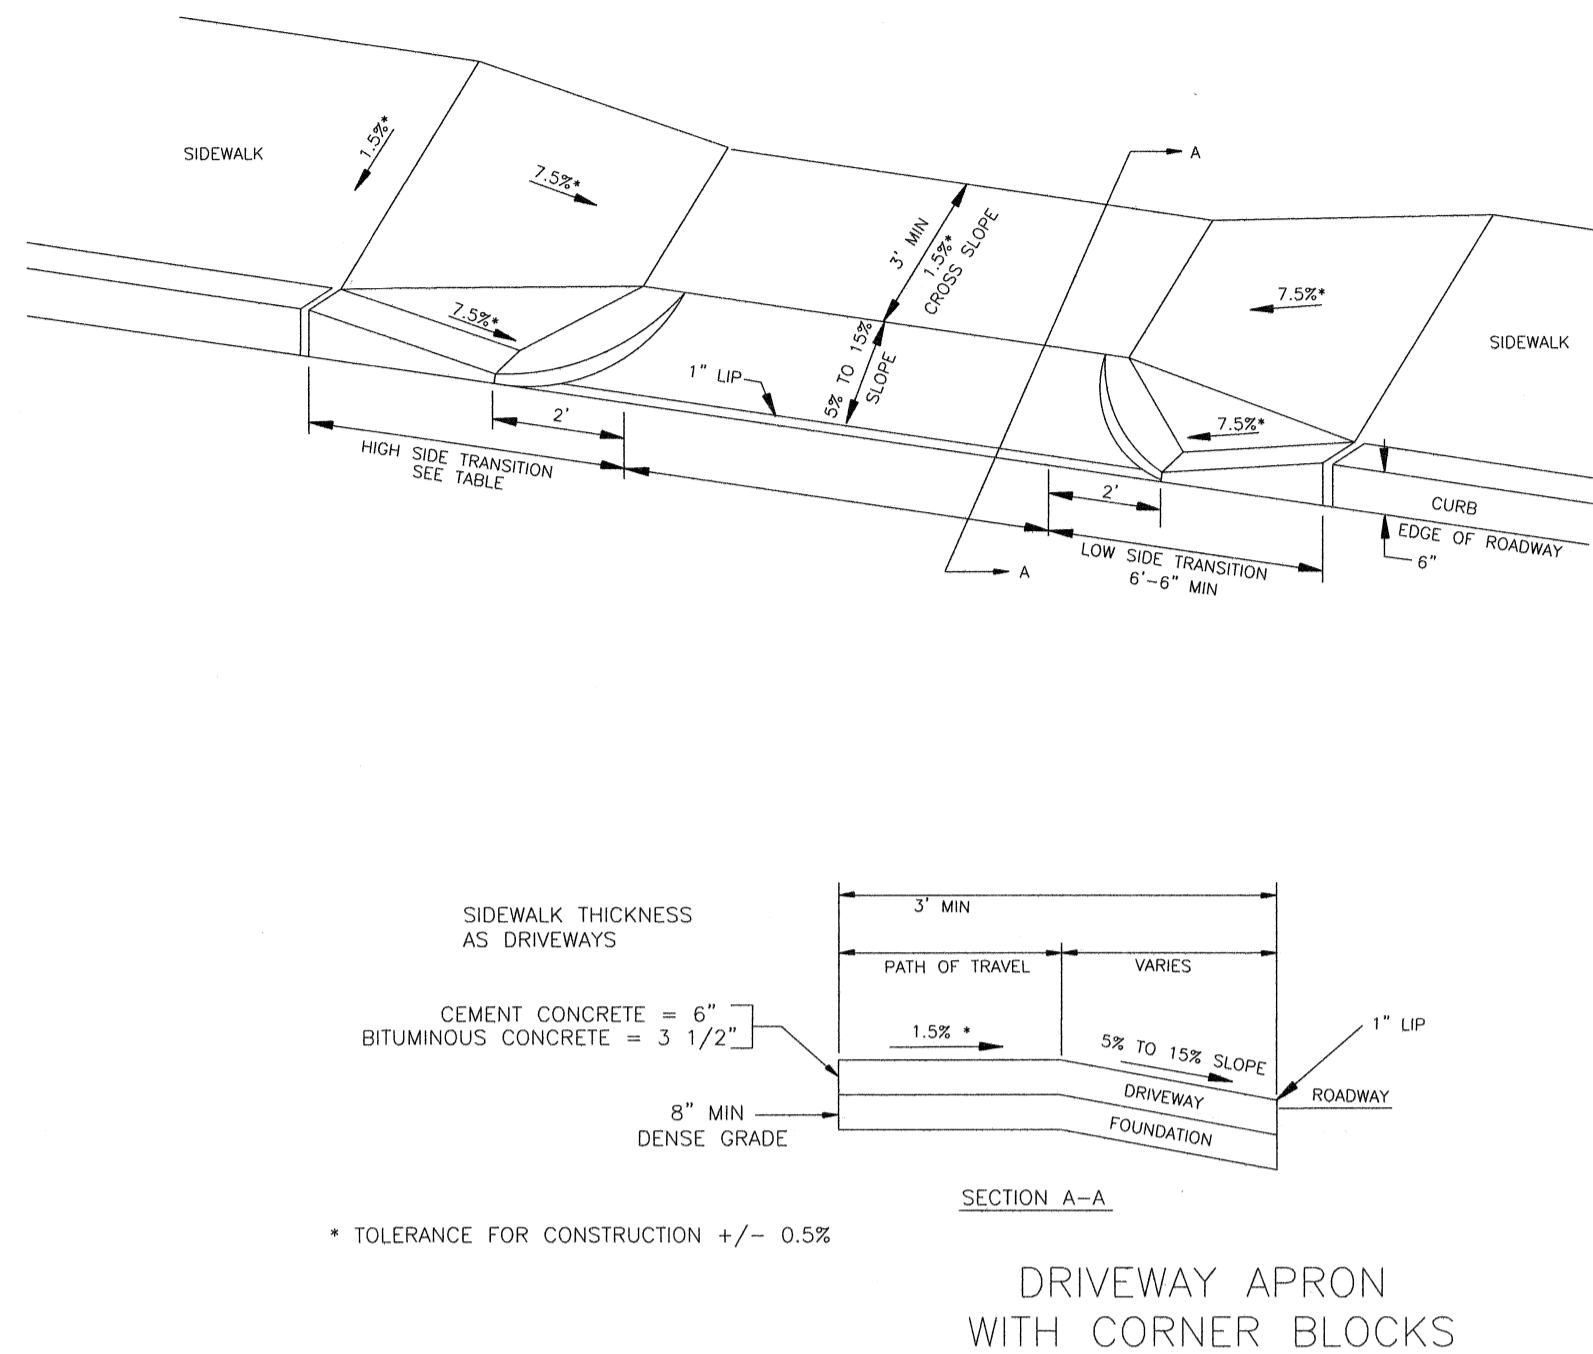 SIDEWALK
1.5%*
7.5%*
7.5%*
3' MIN
1.5%*
CROSS SLOPE
5% TO 15%
SLOPE
1" LIP
A
7.5%*
7.5%*
SIDEWALK
2'
HIGH SIDE TRANSITION
SEE TABLE
2'
LOW SIDE TRANSITION
6'-6" MIN
A
CURB
EDGE OF ROADWAY
6"
SIDEWALK THICKNESS
AS DRIVEWAYS
3' MIN
PATH OF TRAVEL
VARIES
CEMENT CONCRETE = 6"
BITUMINOUS CONCRETE = 3 1/2"
1.5% *
5% TO 15% SLOPE
1" LIP
DRIVEWAY
ROADWAY
8" MIN
DENSE GRADE
FOUNDATION
SECTION A-A
* TOLERANCE FOR CONSTRUCTION +/- 0.5%
DRIVEWAY APRON
WITH CORNER BLOCKS